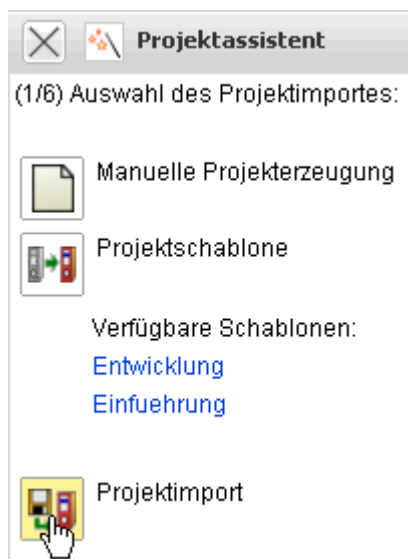 Projektassistent
(1/6) Auswahl des Projektimportes:
Manuelle Projekterzeugung
Projektschablone
Verfügbare Schablonen:
Entwicklung
Einfuehrung
Projektimport